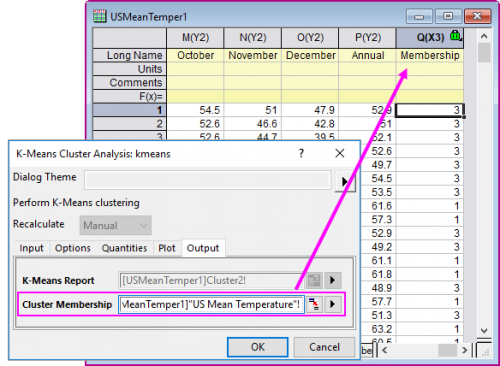 USMeanTemper1
M(Y2) N(Y2) O(Y2) P(Y2) Q(X3)
Long Name October November December Annual Membership
Units
Comments
F(x)=
1 54.5 51 47.9 52.9 3
2 52.6 46.6 42.8 51 3
3 52.6 44.7 39.5 52.1 3
52.6 3
49.7 3
54.5 3
53.5 3
61.6 1
57.3 1
52.9 3
49.2 3
61.1 1
61.8 1
48.9 3
57.7 1
51.3 3
63.2 1
60.5 1
K-Means Cluster Analysis: kmeans ? ×
Dialog Theme
Perform K-Means clustering
Recalculate Manual
Input Options Quantities Plot Output
K-Means Report [USMeanTemper1]Cluster2!
Cluster Membership MeanTemper1]"US Mean Temperature"!
OK Cancel